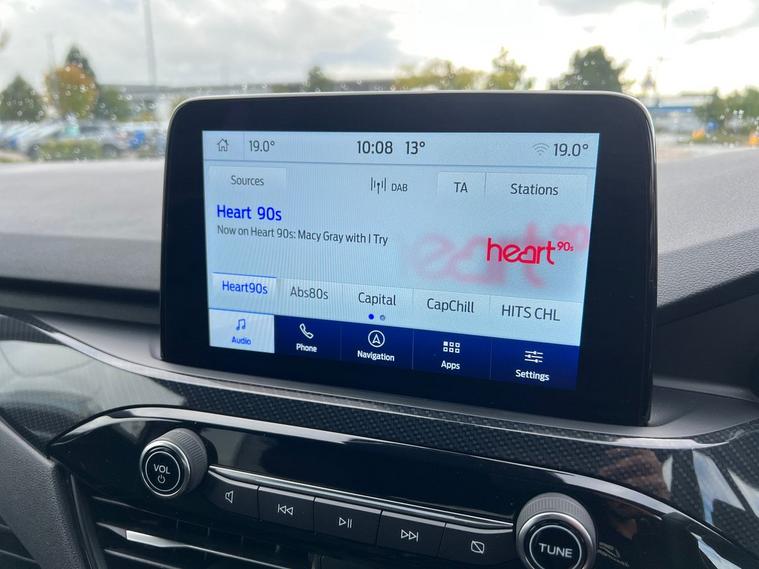 19.0° 10:08 13° 19.0°
Sources DAB TA Stations
Heart 90s
Now on Heart 90s: Macy Gray with I Try
heart 90s
Heart90s Abs80s Capital CapChill HITS CHL
Audio Phone Navigation Apps Settings
VOL
TUNE